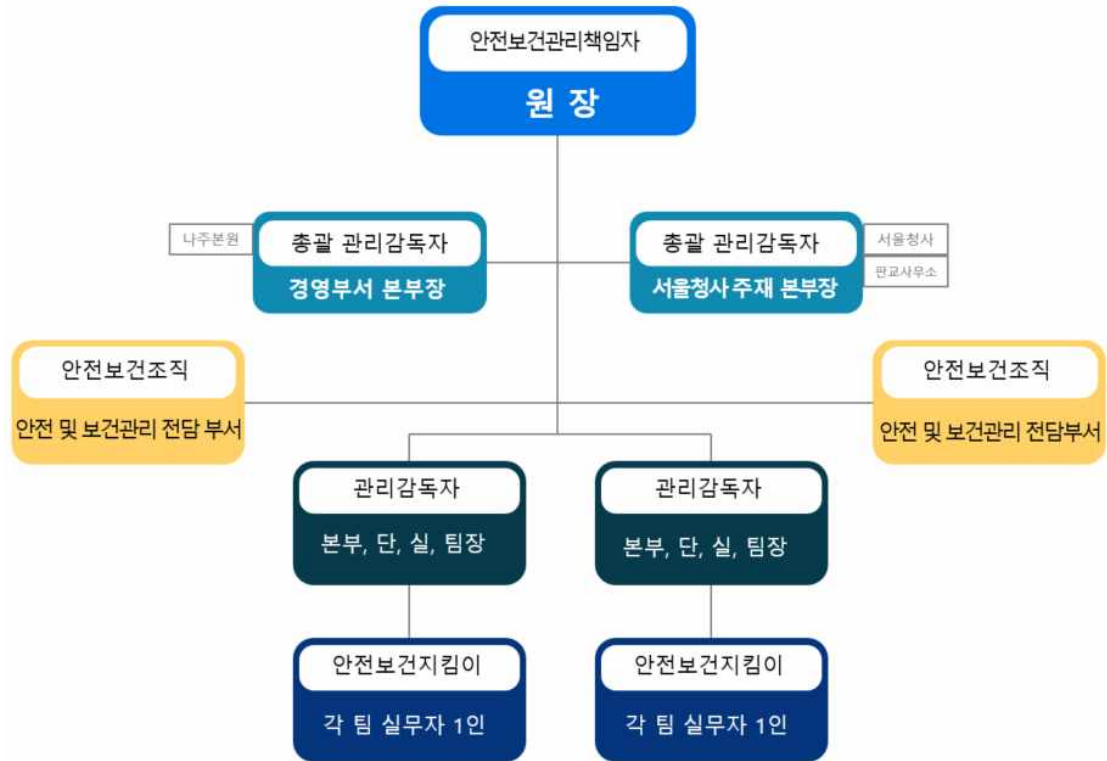 안전보건관리책임자
원 장
나주본원
총괄 관리감독자
경영부서 본부장
총괄 관리감독자
서울청사 주재 본부장
서울청사
판교사무소
안전보건조직
안전 및 보건관리 전담 부서
안전보건조직
안전 및 보건관리 전담부서
관리감독자
본부, 단, 실, 팀장
관리감독자
본부, 단, 실, 팀장
안전보건지킴이
각 팀 실무자 1인
안전보건지킴이
각 팀 실무자 1인